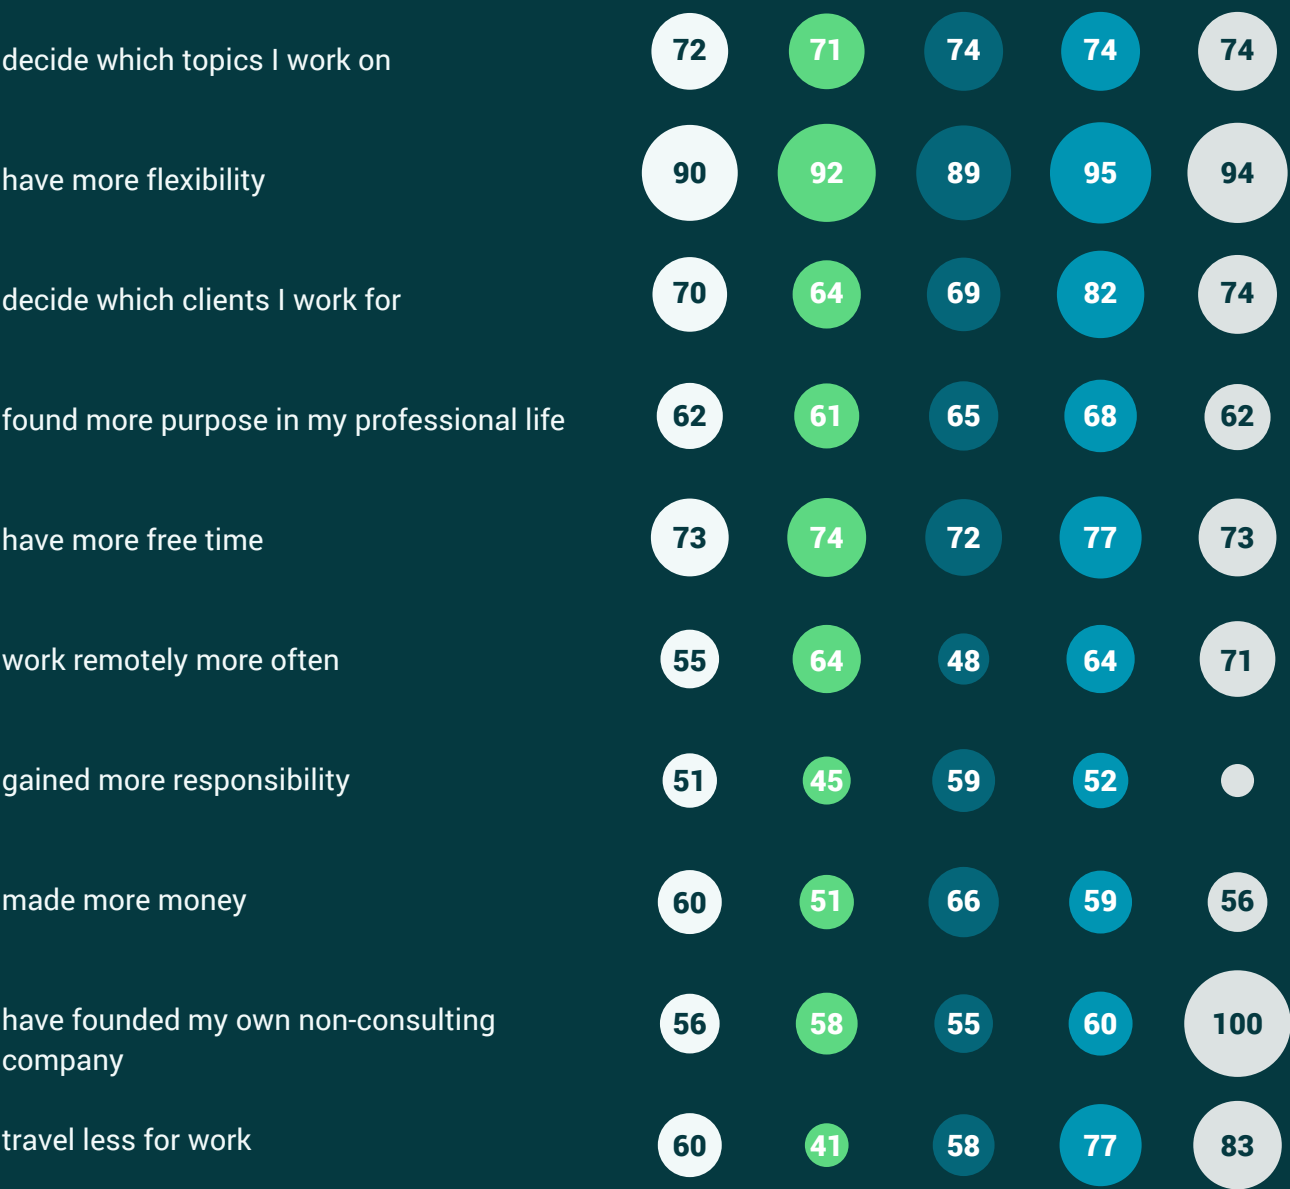 decide which topics I work on 72 71 74 74 74
have more flexibility 90 92 89 95 94
decide which clients I work for 70 64 69 82 74
found more purpose in my professional life 62 61 65 68 62
have more free time 73 74 72 77 73
work remotely more often 55 64 48 64 71
gained more responsibility 51 45 59 52
made more money 60 51 66 59 56
have founded my own non-consulting 56 58 55 60 100
company
travel less for work 60 41 58 77 83